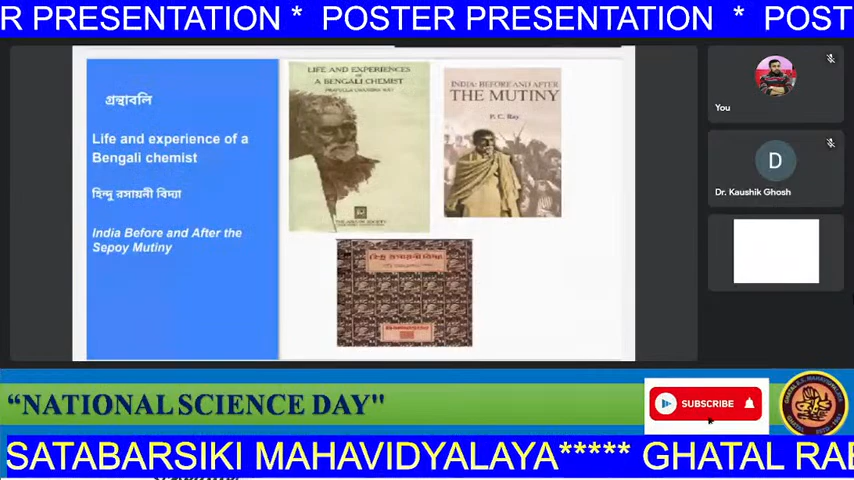 R PRESENTATION * POSTER PRESENTATION * POST
গ্রন্থাবলি
Life and experience of a
Bengali chemist
হিন্দু রসায়নী বিদ্যা
India Before and After the
Sepoy Mutiny
LIFE AND EXPERIENCES
OF
A BENGALI CHEMIST
PRAFULLA CHANDRA RAY
INDIA: BEFORE AND AFTER
THE MUTINY
P. C. Ray
হিন্দু রসায়নী বিদ্যা
You
D
Dr. Kaushik Ghosh
"NATIONAL SCIENCE DAY"
SUBSCRIBE
SATABARSIKI MAHAVIDYALAYA***** GHATAL RAB